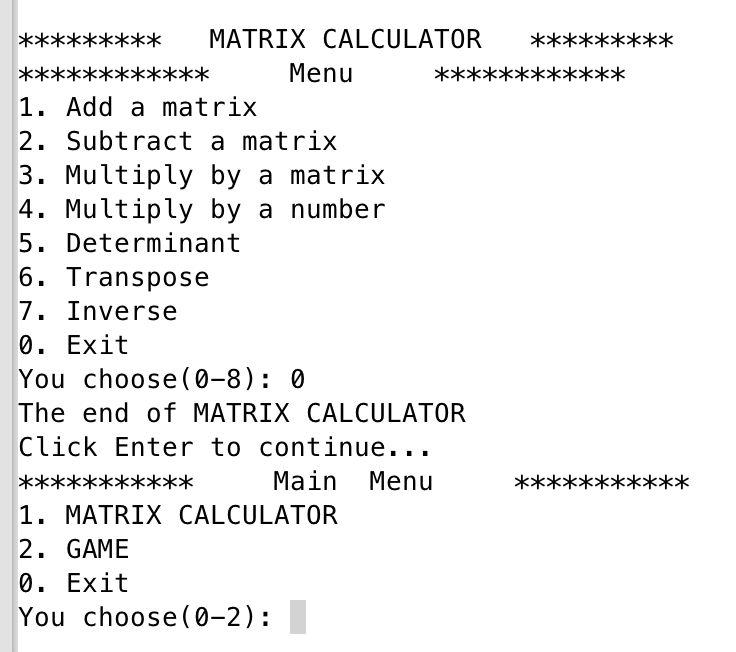 *********   MATRIX CALCULATOR   *********
************     Menu     ************
1. Add a matrix
2. Subtract a matrix
3. Multiply by a matrix
4. Multiply by a number
5. Determinant
6. Transpose
7. Inverse
0. Exit
You choose(0-8): 0
The end of MATRIX CALCULATOR
Click Enter to continue...
***********     Main  Menu     ***********
1. MATRIX CALCULATOR
2. GAME
0. Exit
You choose(0-2):